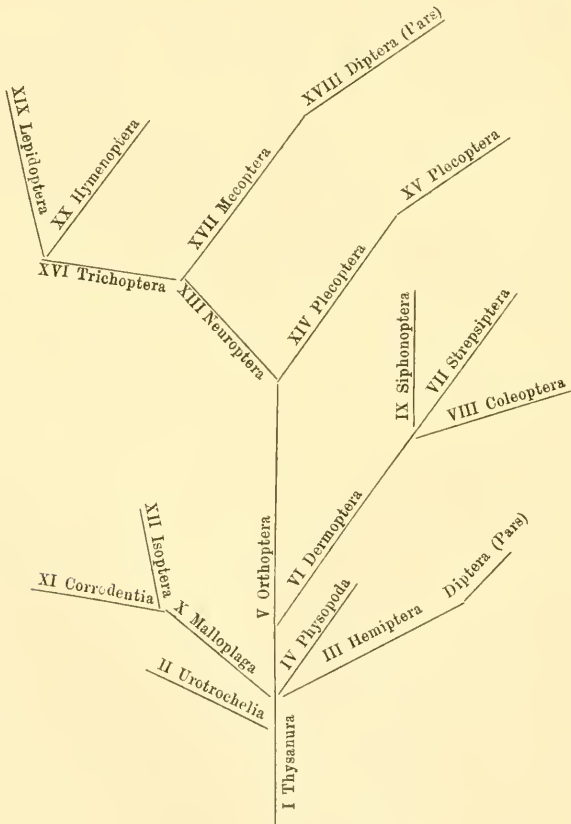 XVIII Diptera (Pars)
XIX Lepidoptera
XX Hymenoptera
XVII Mecoptera
XV Plecoptera
XVI Trichoptera
XIII Neuroptera
XIV Plecoptera
IX Siphonoptera
VII Strepsiptera
VIII Coleoptera
XII Isoptera
V Orthoptera
VI Dermoptera
Diptera (Pars)
XI Corrodentia
X Malloplaga
IV Physopoda
III Hemiptera
II Urotrochelia
I Thysanura